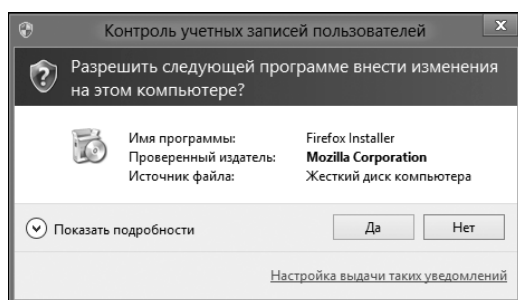 Контроль учетных записей пользователей
Разрешить следующей программе внести изменения
на этом компьютере?
Имя программы: Firefox Installer
Проверенный издатель: Mozilla Corporation
Источник файла: Жесткий диск компьютера
Показать подробности Да Нет
Настройка выдачи таких уведомлений